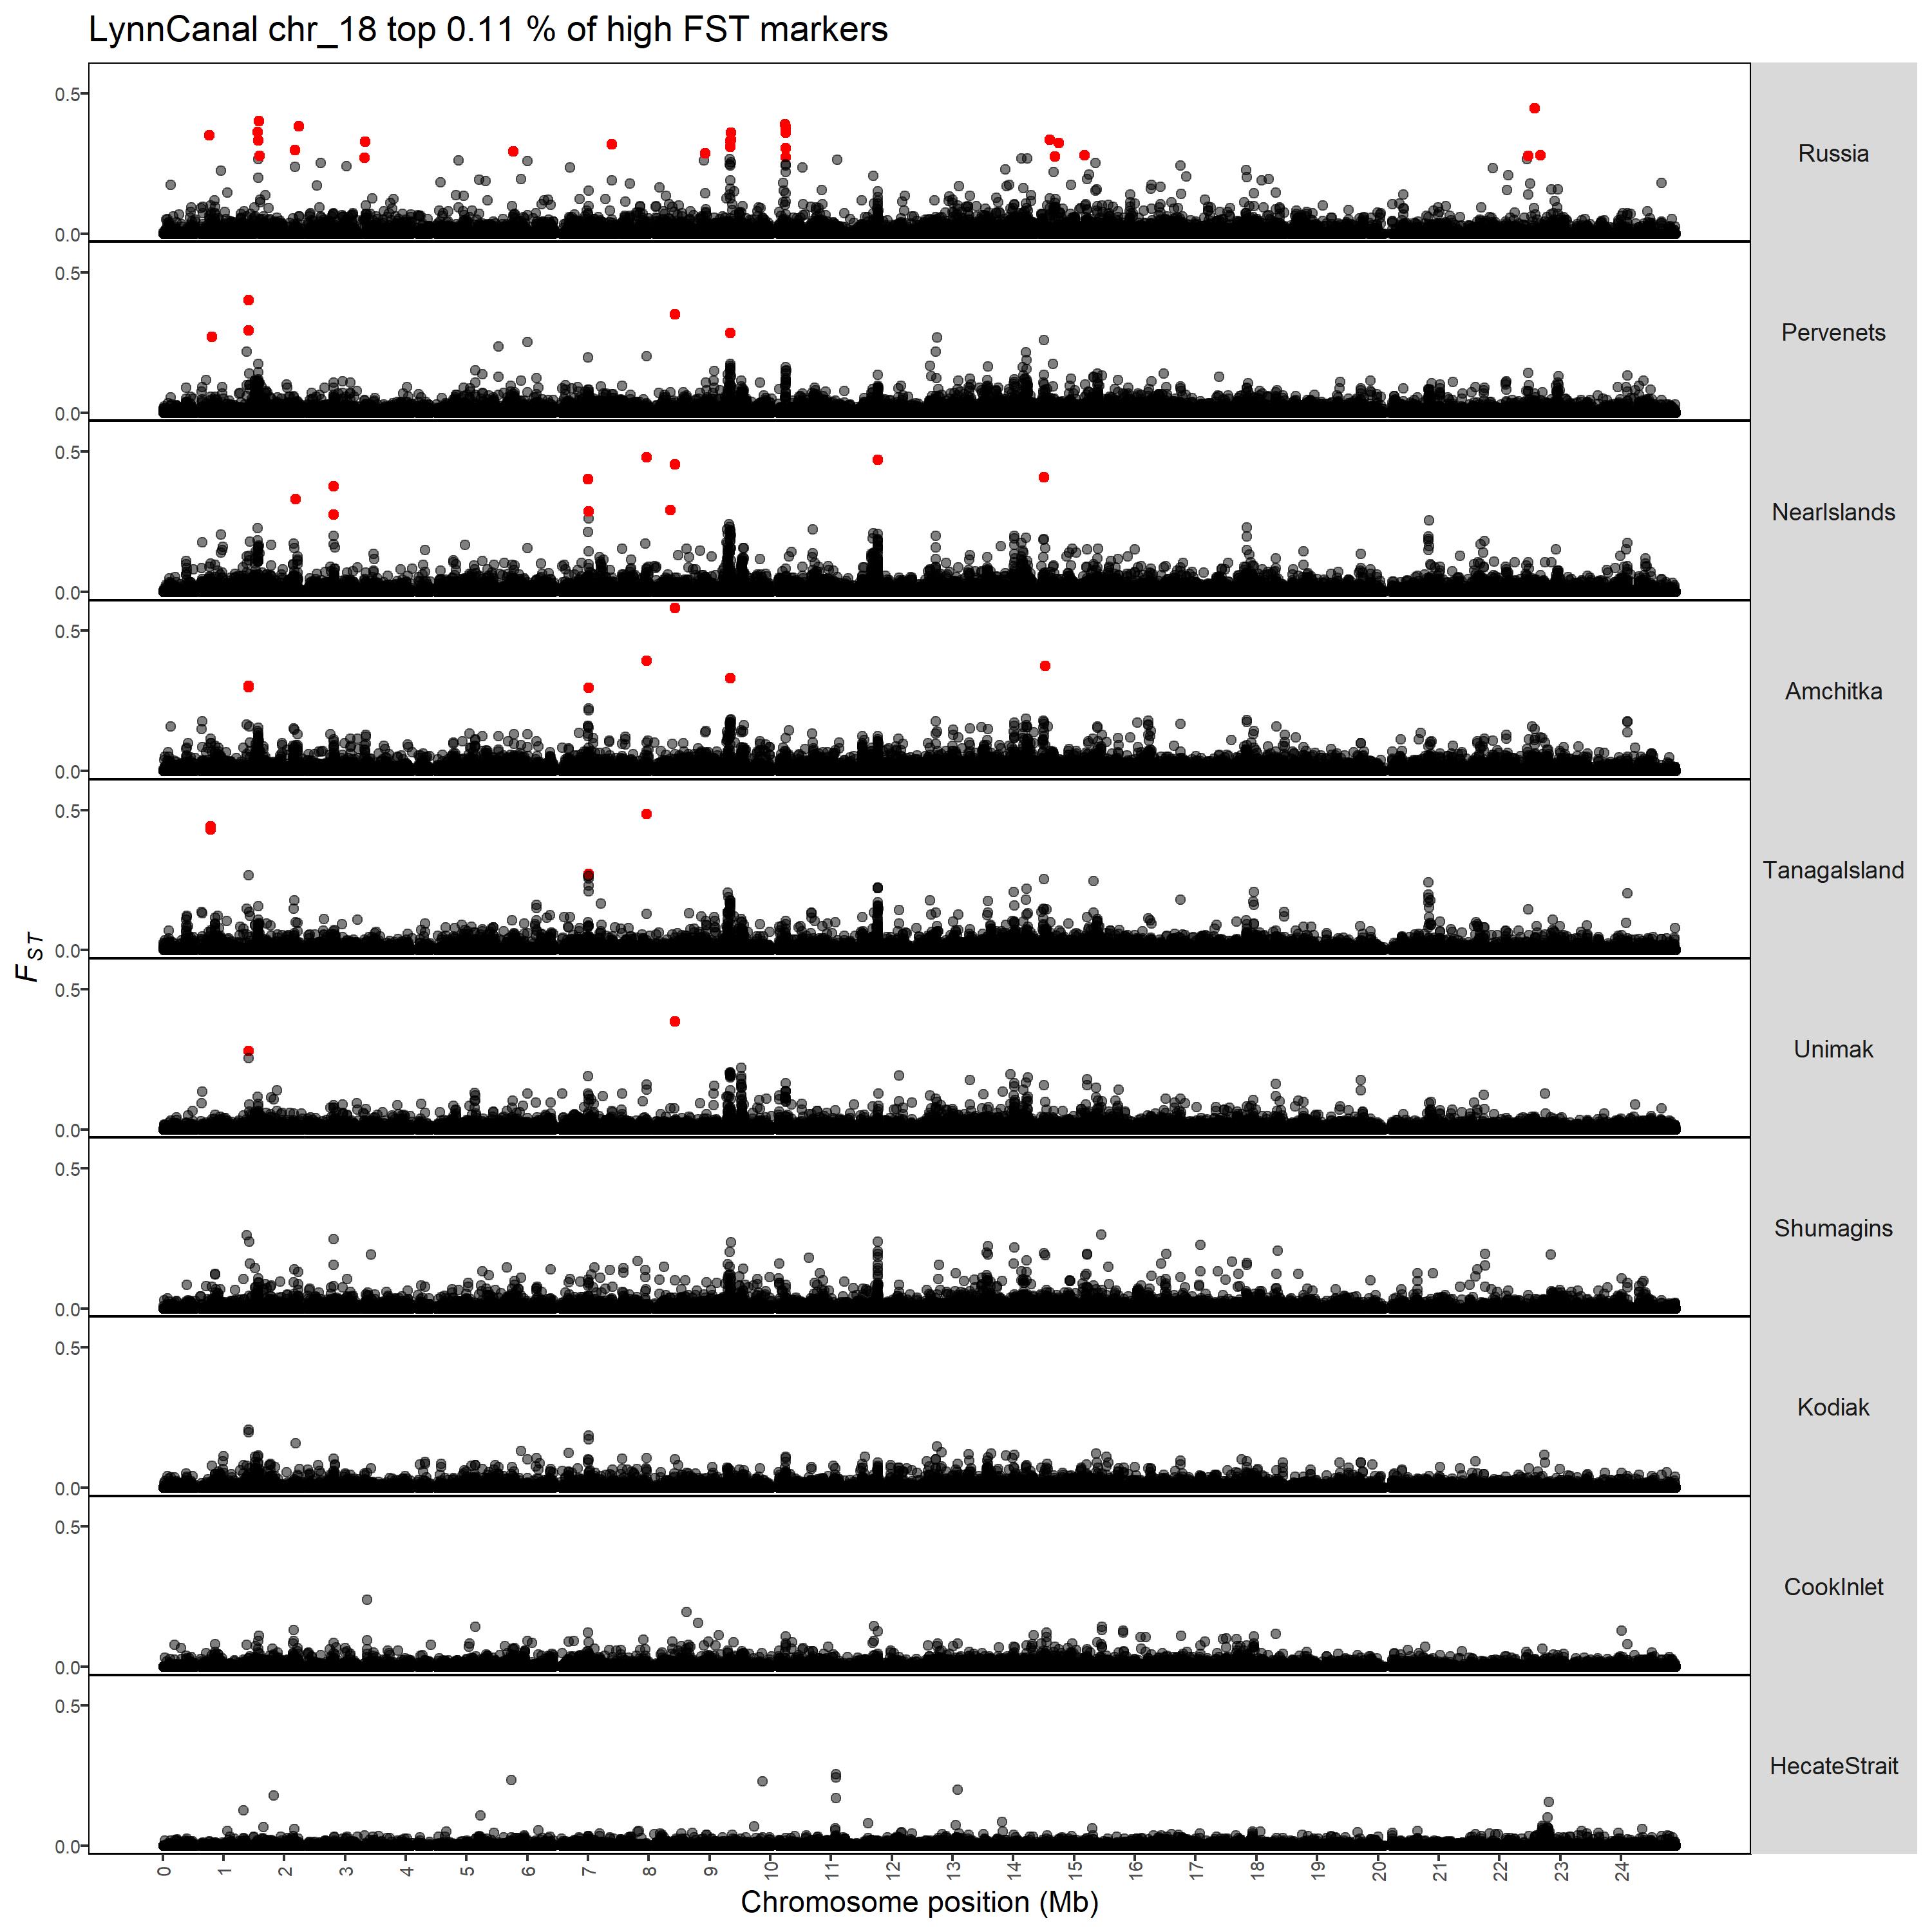 LynnCanal chr_18 top 0.11 % of high FST markers
0.5
0.0
Russia
0.5
0.0
Pervenets
0.5
0.0
NearIslands
0.5
0.0
Amchitka
0.5
0.0
TanagaIsland
0.5
0.0
Unimak
0.5
0.0
Shumagins
0.5
0.0
Kodiak
0.5
0.0
CookInlet
0.5
0.0
HecateStrait
FST
0 1 2 3 4 5 6 7 8 9 10 11 12 13 14 15 16 17 18 19 20 21 22 23 24
Chromosome position (Mb)